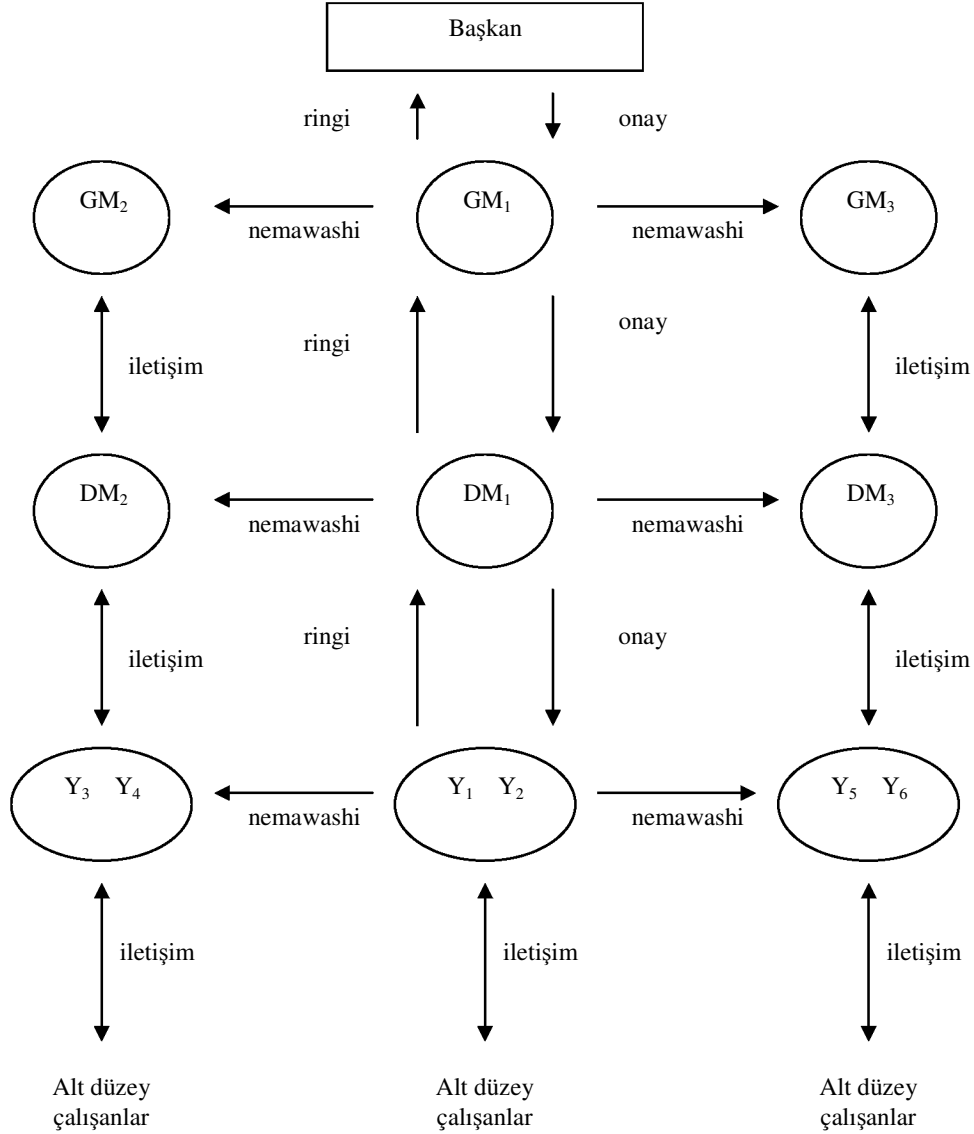 Başkan
ringi onay
GM₂ GM₁ GM₃
nemawashi nemawashi
ringi onay
iletişim iletişim
DM₂ DM₁ DM₃
nemawashi nemawashi
ringi onay
iletişim iletişim
Y₃ Y₄ Y₁ Y₂ Y₅ Y₆
nemawashi nemawashi
iletişim iletişim iletişim
Alt düzey Alt düzey Alt düzey
çalışanlar çalışanlar çalışanlar